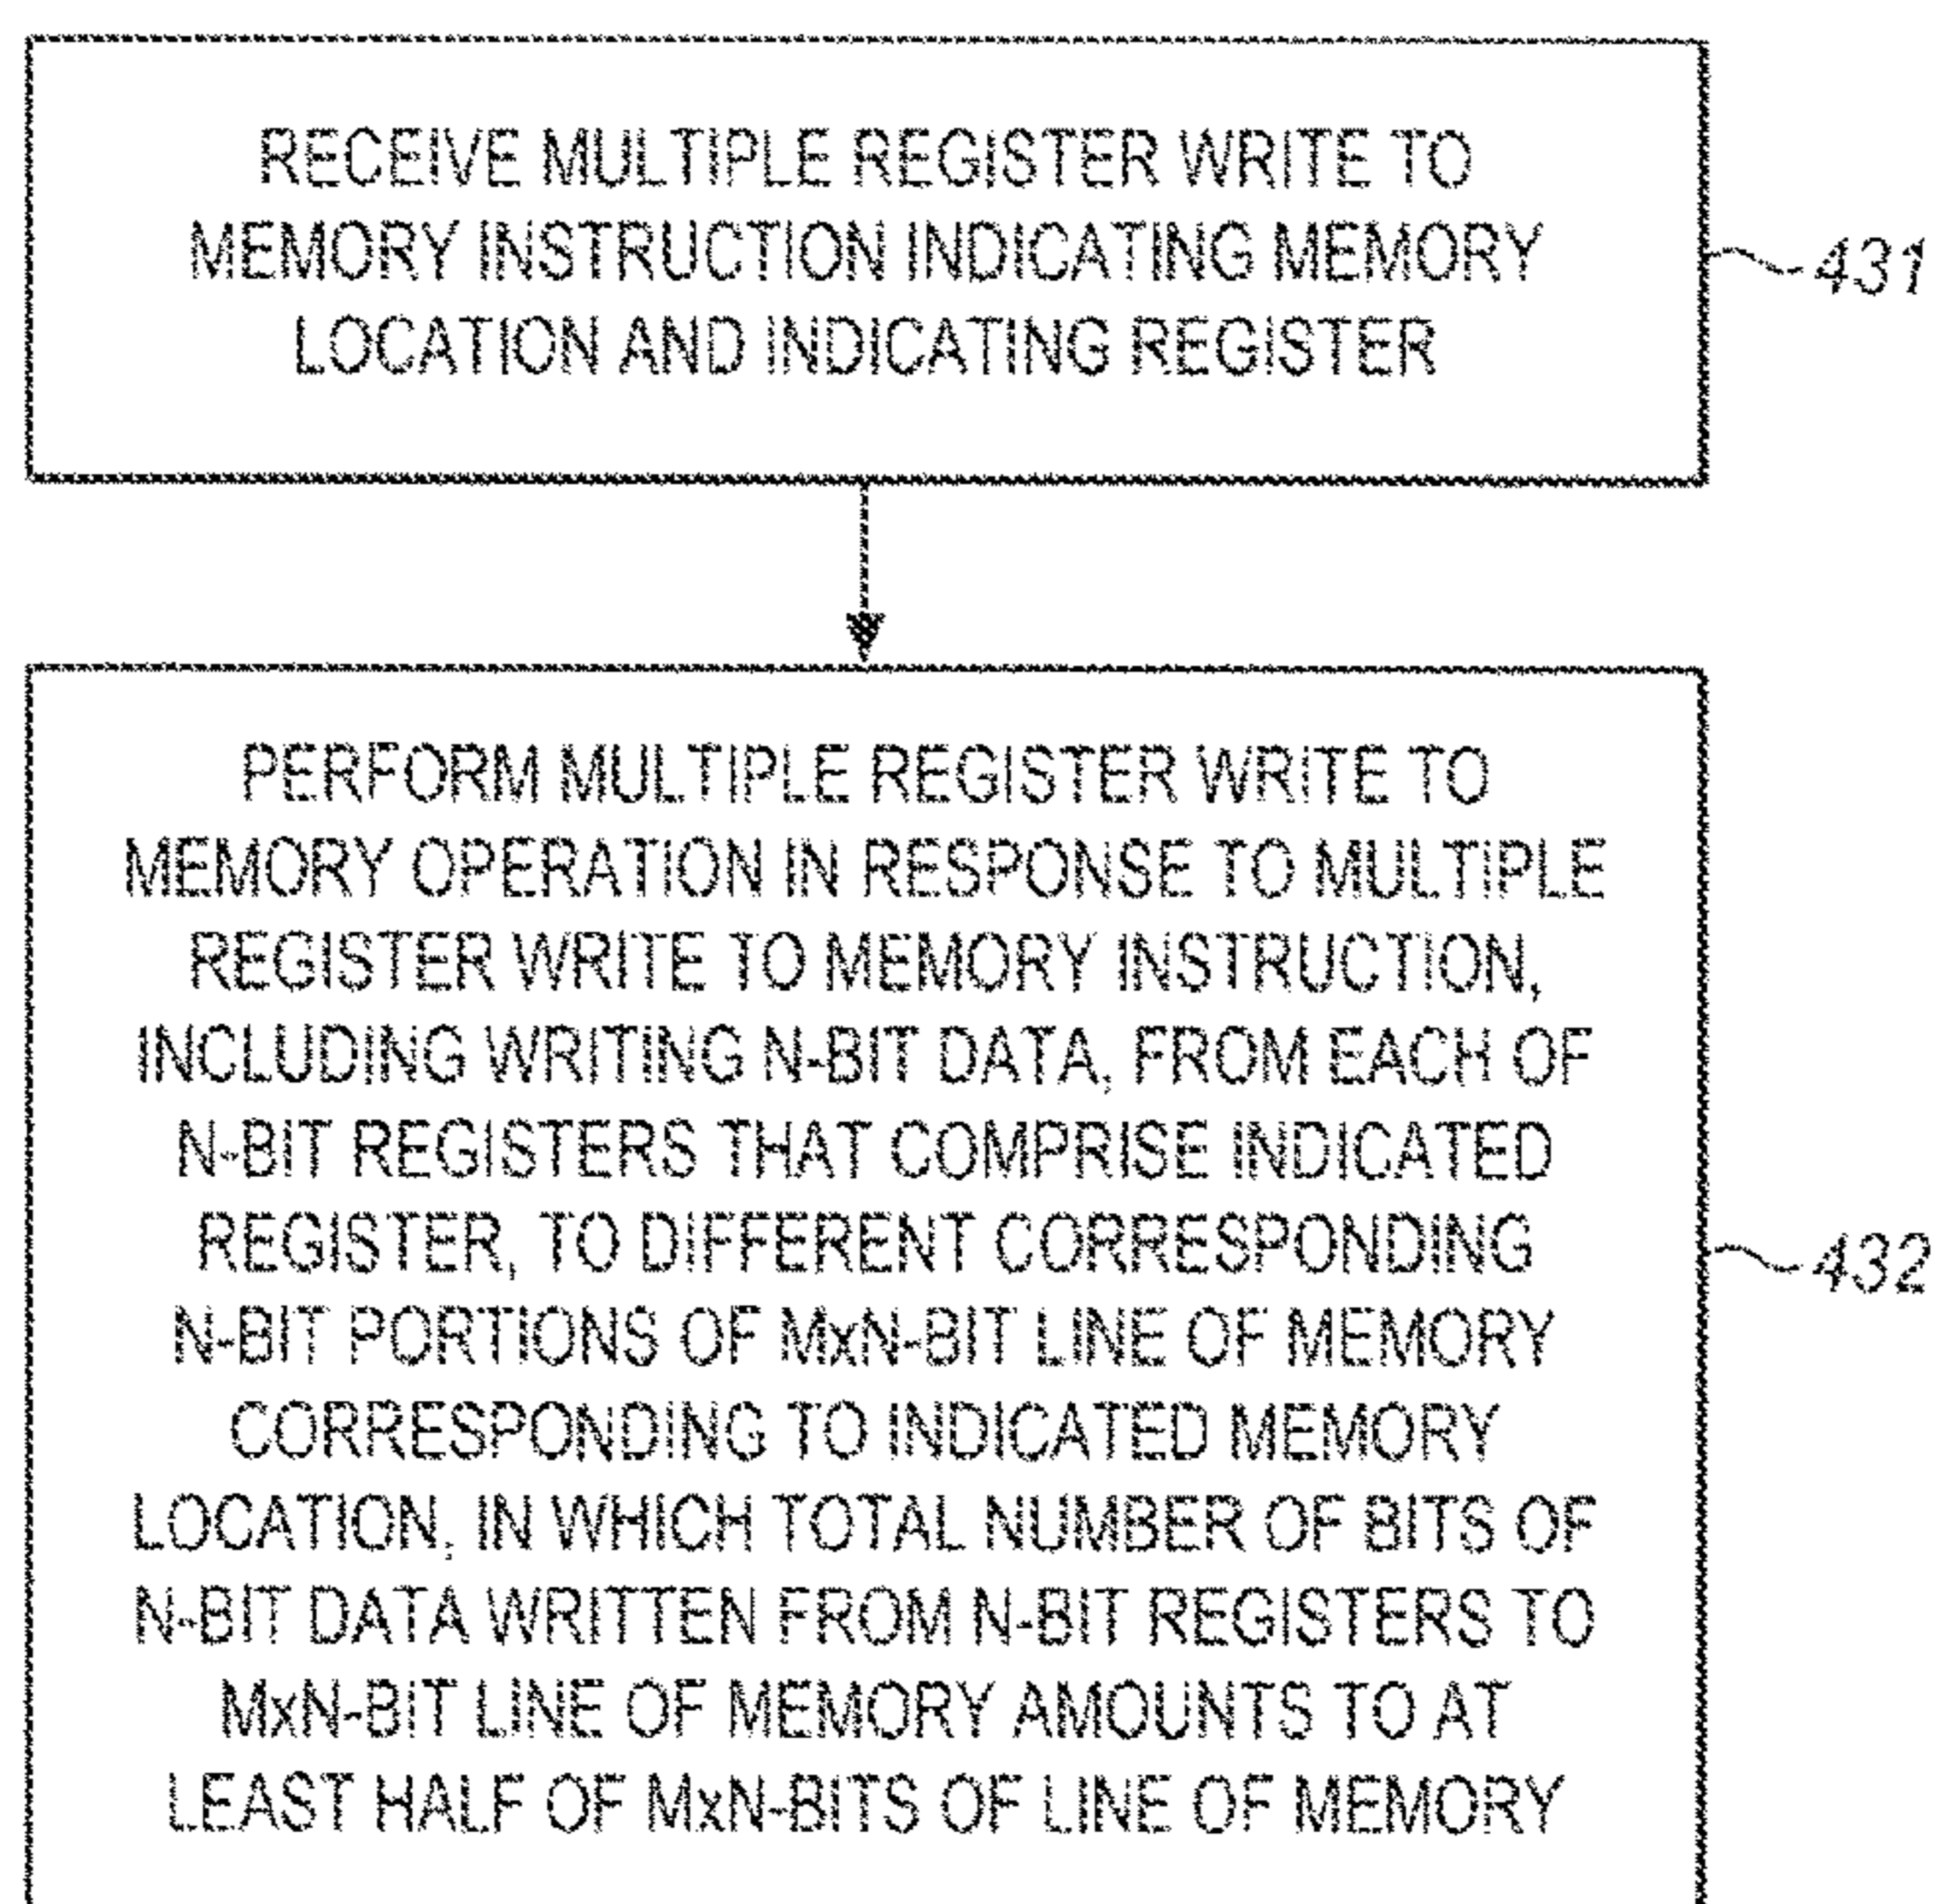 RECEIVE MULTIPLE REGISTER WRITE TO
MEMORY INSTRUCTION INDICATING MEMORY
LOCATION AND INDICATING REGISTER
431
PERFORM MULTIPLE REGISTER WRITE TO
MEMORY OPERATION IN RESPONSE TO MULTIPLE
REGISTER WRITE TO MEMORY INSTRUCTION,
INCLUDING WRITING N-BIT DATA, FROM EACH OF
N-BIT REGISTERS THAT COMPRISE INDICATED
REGISTER, TO DIFFERENT CORRESPONDING
N-BIT PORTIONS OF MxN-BIT LINE OF MEMORY
CORRESPONDING TO INDICATED MEMORY
LOCATION, IN WHICH TOTAL NUMBER OF BITS OF
N-BIT DATA WRITTEN FROM N-BIT REGISTERS TO
MxN-BIT LINE OF MEMORY AMOUNTS TO AT
LEAST HALF OF MxN-BITS OF LINE OF MEMORY
432